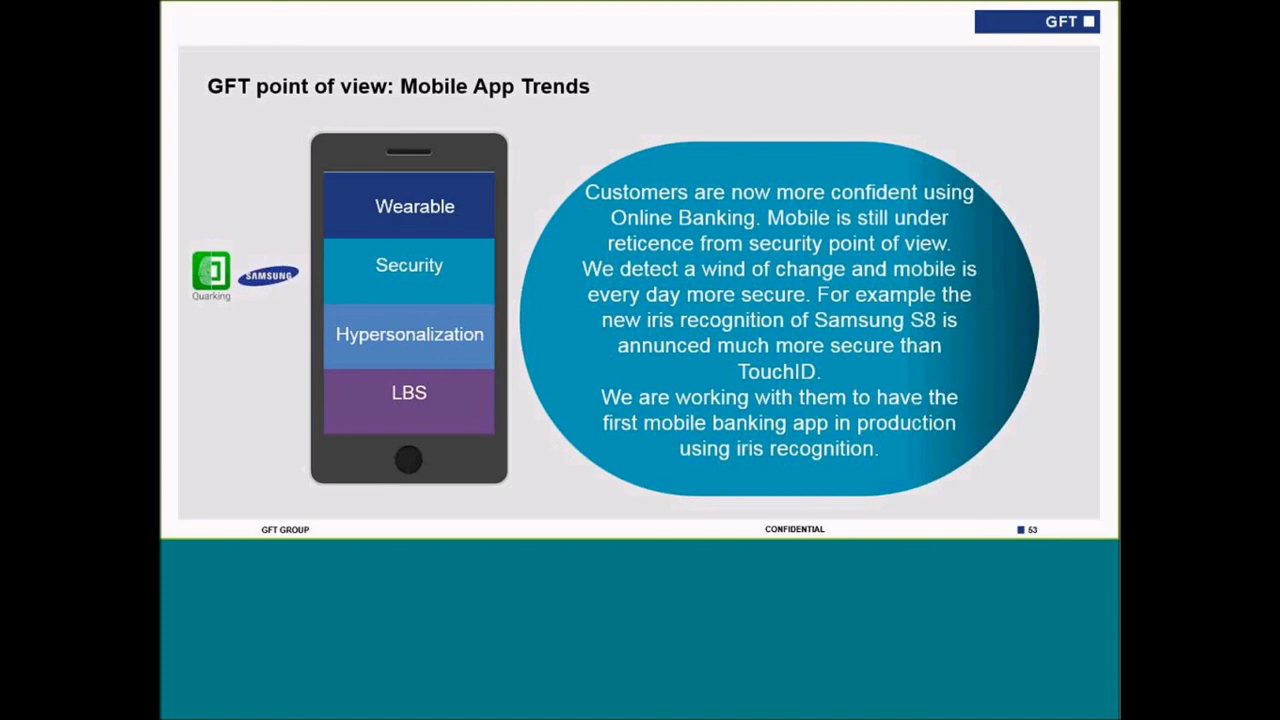 GFT
GFT point of view: Mobile App Trends
Wearable
Security
Hypersonalization
LBS
Quarking
SAMSUNG
Customers are now more confident using
Online Banking. Mobile is still under
reticence from security point of view.
We detect a wind of change and mobile is
every day more secure. For example the
new iris recognition of Samsung S8 is
annunced much more secure than
TouchID.
We are working with them to have the
first mobile banking app in production
using iris recognition.
GFT GROUP
CONFIDENTIAL
53